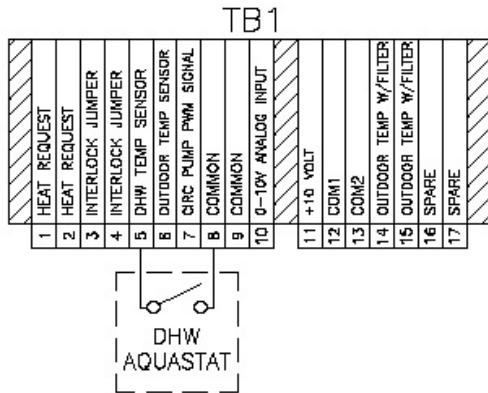 TB1
1 HEAT REQUEST
2 HEAT REQUEST
3 INTERLOCK JUMPER
4 INTERLOCK JUMPER
5 DHW TEMP SENSOR
6 OUTDOOR TEMP SENSOR
7 CIRC PUMP PWM SIGNAL
8 COMMON
9 COMMON
10 0-10V ANALOG INPUT
11 +10 VOLT
12 COM1
13 COM2
14 OUTDOOR TEMP W/FILTER
15 OUTDOOR TEMP W/FILTER
16 SPARE
17 SPARE
DHW
AQUASTAT